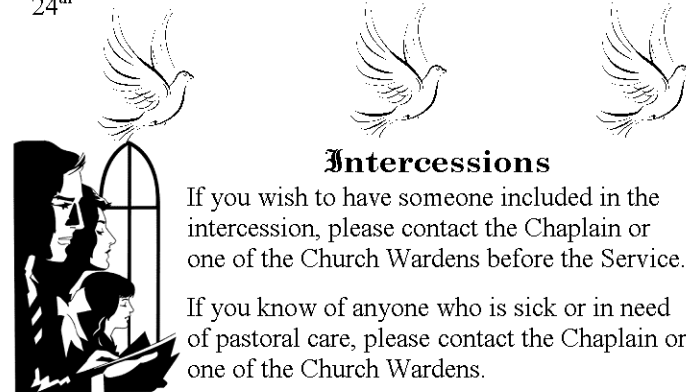 24th
Intercessions
If you wish to have someone included in the
intercession, please contact the Chaplain or
one of the Church Wardens before the Service.
If you know of anyone who is sick or in need
of pastoral care, please contact the Chaplain or
one of the Church Wardens.